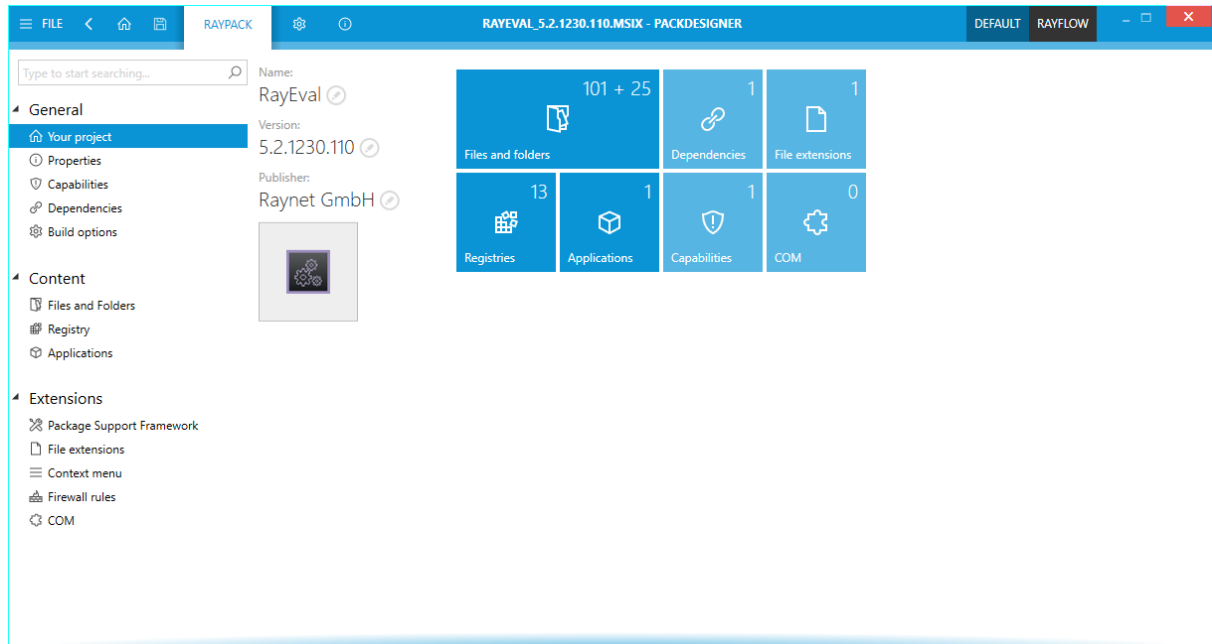 FILE
RAYPACK
RAYEVAL_5.2.1230.110.MSIX - PACKDESIGNER
DEFAULT
RAYFLOW
Type to start searching...
General
Your project
Properties
Capabilities
Dependencies
Build options
Content
Files and Folders
Registry
Applications
Extensions
Package Support Framework
File extensions
Context menu
Firewall rules
COM
Name:
RayEval
Version:
5.2.1230.110
Publisher:
Raynet GmbH
101 + 25
Files and folders
1
Dependencies
1
File extensions
13
Registries
1
Applications
1
Capabilities
0
COM